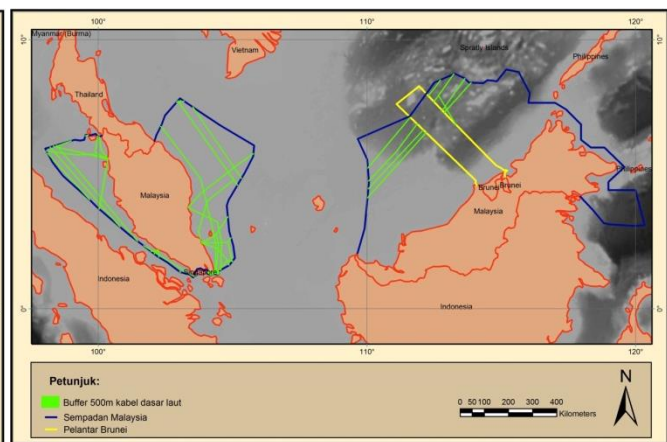 100° 110° 120°
10° 10°
Myanmar (Burma)
Vietnam
Spratly Islands
Philippines
Thailand
Philippines
Malaysia
Brunei
Brunei
Malaysia
Indonesia
Indonesia
0° 0°
100° 110° 120°
Petunjuk:
Buffer 500m kabel dasar laut
Sempadan Malaysia
Pelantar Brunei
N
0 50 100 200 300 400
Kilometers